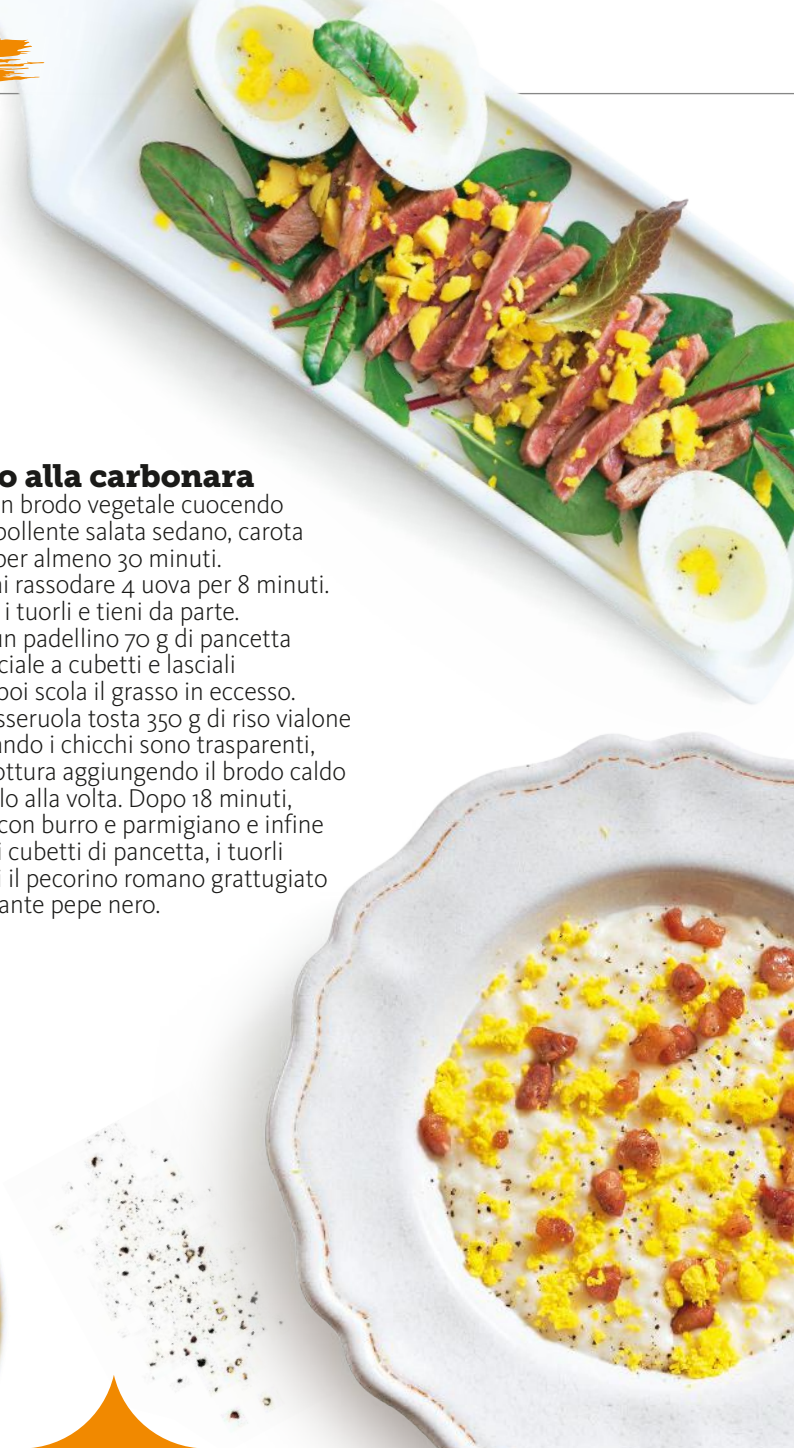 o alla carbonara
n brodo vegetale cuocendo
bollente salata sedano, carota
per almeno 30 minuti.
ni rassodare 4 uova per 8 minuti.
i tuorli e tieni da parte.
un padellino 70 g di pancetta
ciale a cubetti e lasciali
poi scola il grasso in eccesso.
sseruola tosta 350 g di riso vialone
ando i chicchi sono trasparenti,
ottura aggiungendo il brodo caldo
lo alla volta. Dopo 18 minuti,
con burro e parmigiano e infine
i cubetti di pancetta, i tuorli
i il pecorino romano grattugiato
ante pepe nero.